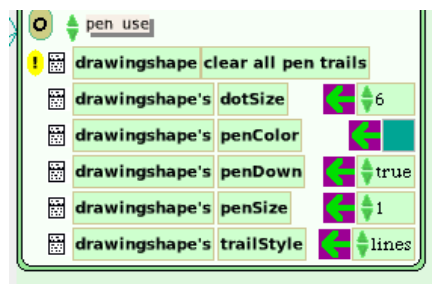 O pen use
! drawingshape clear all pen trails
drawingshape's dotSize 6
drawingshape's penColor
drawingshape's penDown true
drawingshape's penSize 1
drawingshape's trailStyle lines